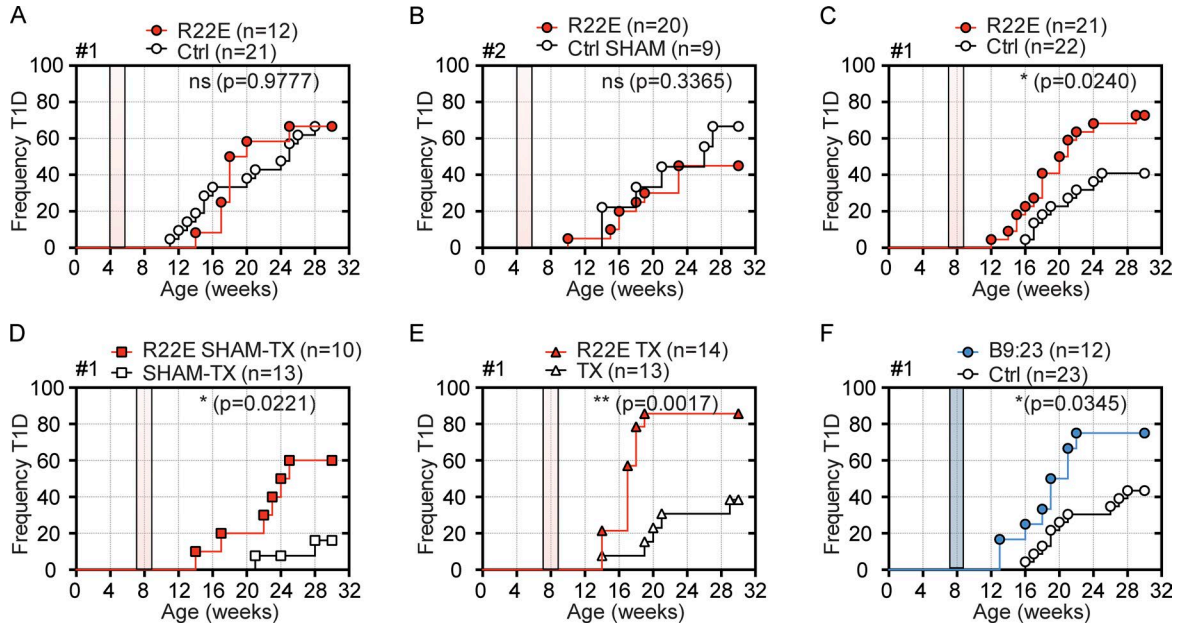 A
R22E (n=12)
Ctrl (n=21)
#1
ns (p=0.9777)
Frequency T1D
100
80
60
40
20
0
0 4 8 12 16 20 24 28 32
Age (weeks)
B
R22E (n=20)
Ctrl SHAM (n=9)
#2
ns (p=0.3365)
Frequency T1D
100
80
60
40
20
0
0 4 8 12 16 20 24 28 32
Age (weeks)
C
R22E (n=21)
Ctrl (n=22)
#1
* (p=0.0240)
Frequency T1D
100
80
60
40
20
0
0 4 8 12 16 20 24 28 32
Age (weeks)
D
R22E SHAM-TX (n=10)
SHAM-TX (n=13)
#1
* (p=0.0221)
Frequency T1D
100
80
60
40
20
0
0 4 8 12 16 20 24 28 32
Age (weeks)
E
R22E TX (n=14)
TX (n=13)
#1
** (p=0.0017)
Frequency T1D
100
80
60
40
20
0
0 4 8 12 16 20 24 28 32
Age (weeks)
F
B9:23 (n=12)
Ctrl (n=23)
#1
*(p=0.0345)
Frequency T1D
100
80
60
40
20
0
0 4 8 12 16 20 24 28 32
Age (weeks)